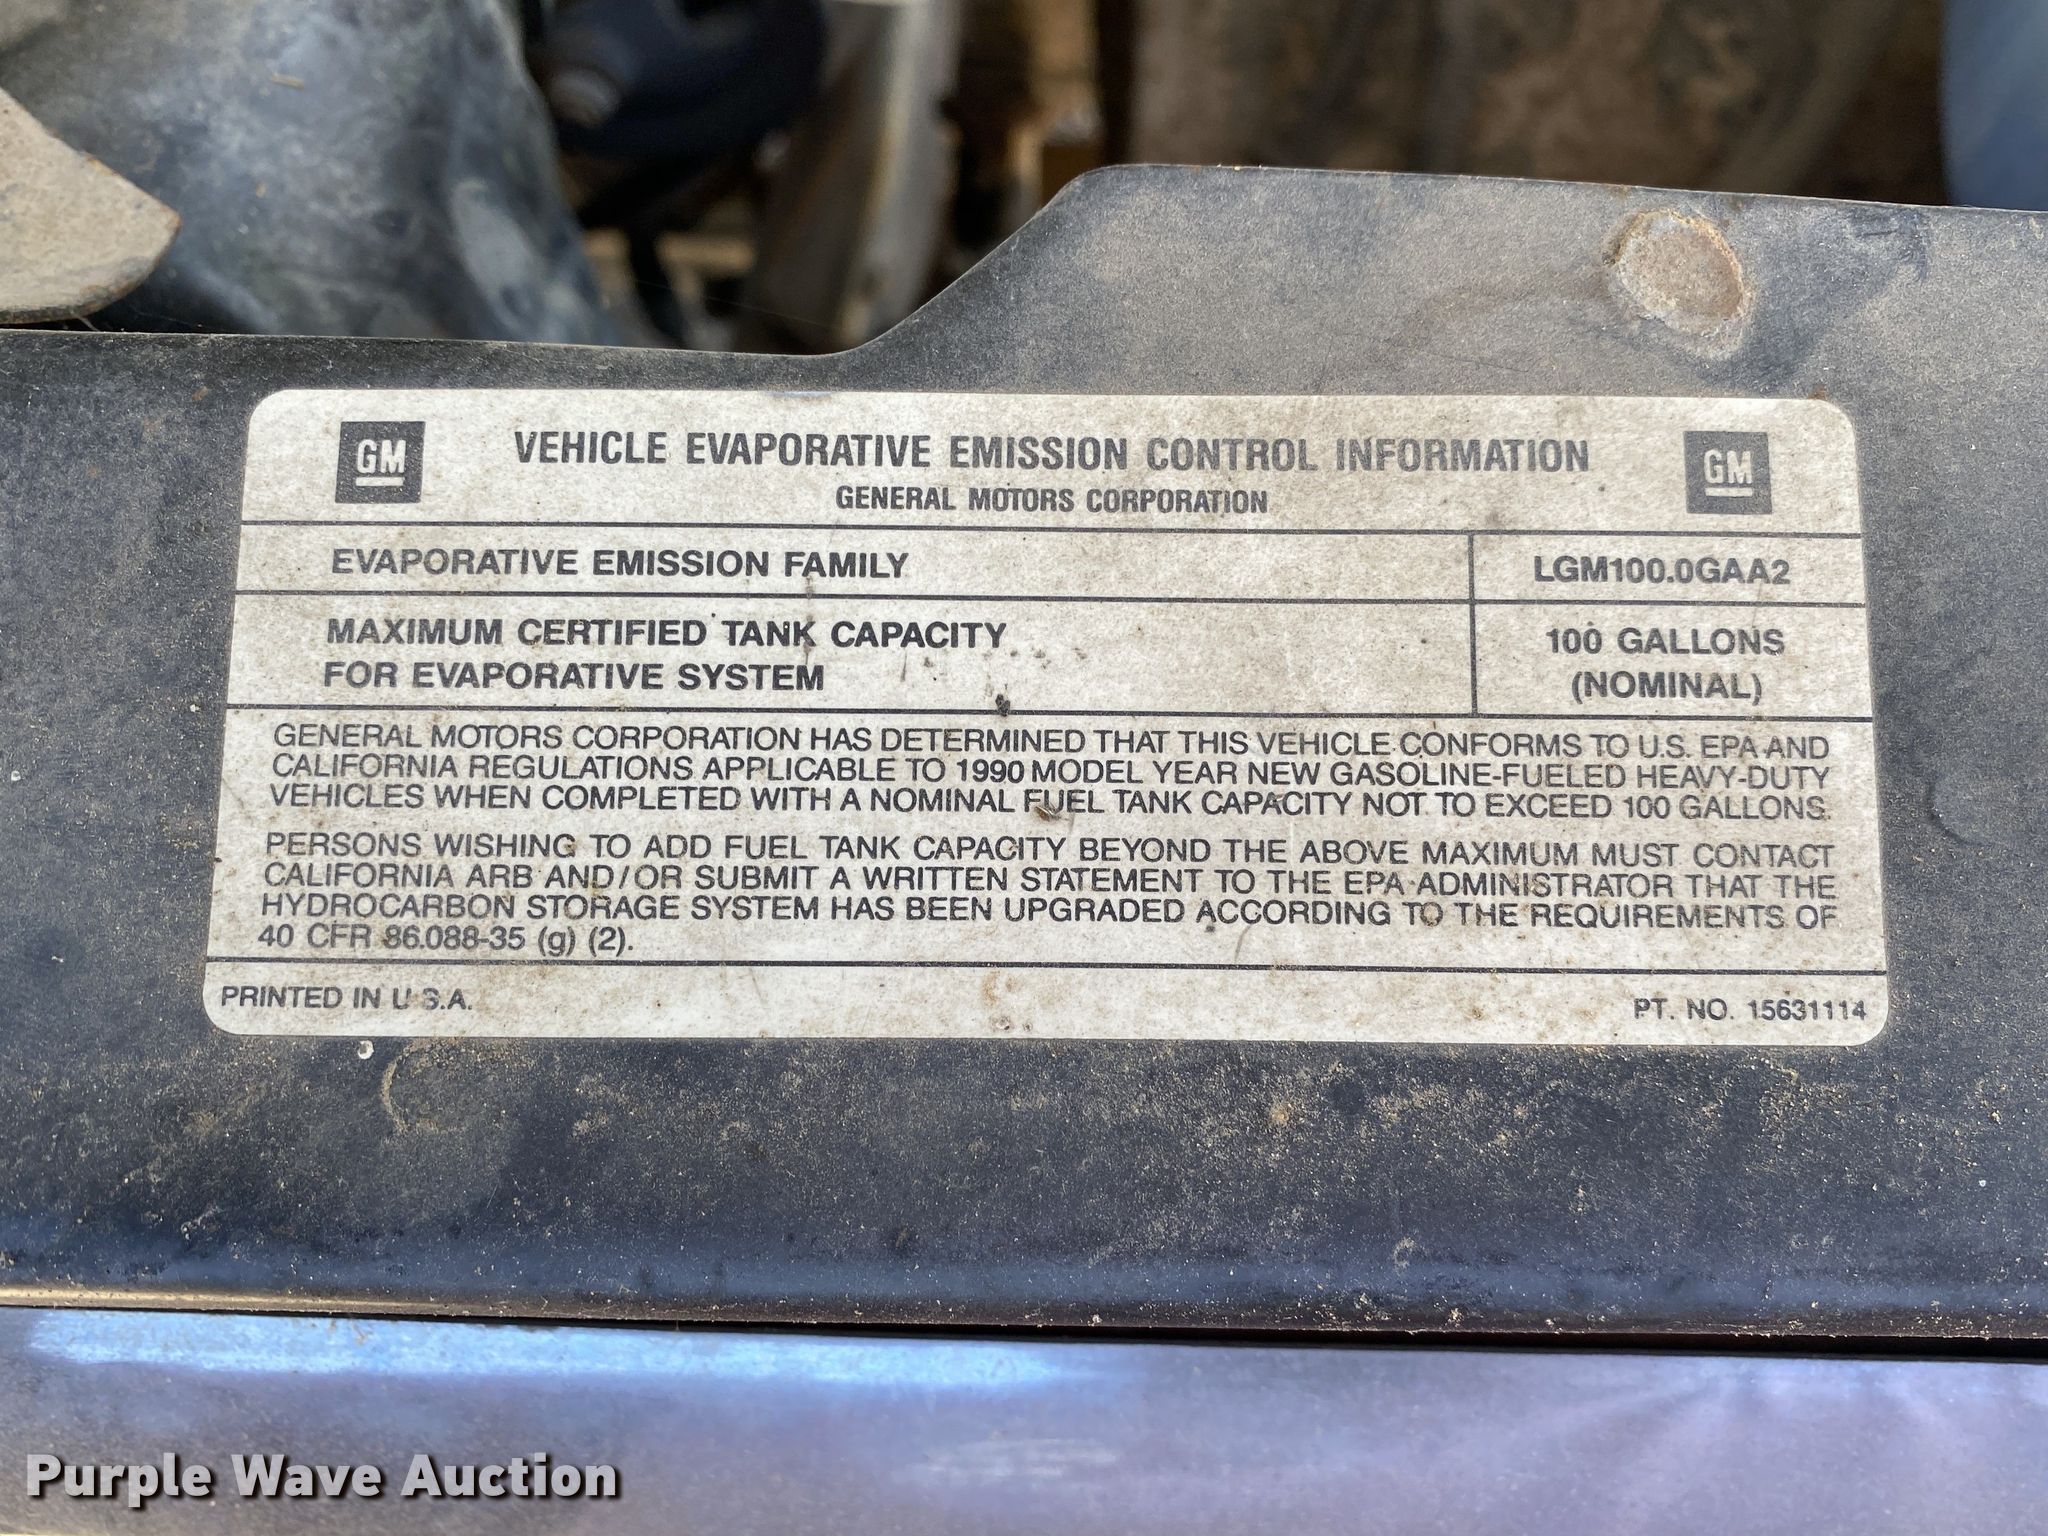 GM VEHICLE EVAPORATIVE EMISSION CONTROL INFORMATION GM
GENERAL MOTORS CORPORATION
EVAPORATIVE EMISSION FAMILY LGM100.0GAA2
MAXIMUM CERTIFIED TANK CAPACITY 100 GALLONS
FOR EVAPORATIVE SYSTEM (NOMINAL)
GENERAL MOTORS CORPORATION HAS DETERMINED THAT THIS VEHICLE CONFORMS TO U.S. EPA AND
CALIFORNIA REGULATIONS APPLICABLE TO 1990 MODEL YEAR NEW GASOLINE-FUELED HEAVY-DUTY
VEHICLES WHEN COMPLETED WITH A NOMINAL FUEL TANK CAPACITY NOT TO EXCEED 100 GALLONS.
PERSONS WISHING TO ADD FUEL TANK CAPACITY BEYOND THE ABOVE MAXIMUM MUST CONTACT
CALIFORNIA ARB AND/OR SUBMIT A WRITTEN STATEMENT TO THE EPA ADMINISTRATOR THAT THE
HYDROCARBON STORAGE SYSTEM HAS BEEN UPGRADED ACCORDING TO THE REQUIREMENTS OF
40 CFR 86.088-35 (g) (2).
PRINTED IN U.S.A. PT. NO. 15631114
Purple Wave Auction